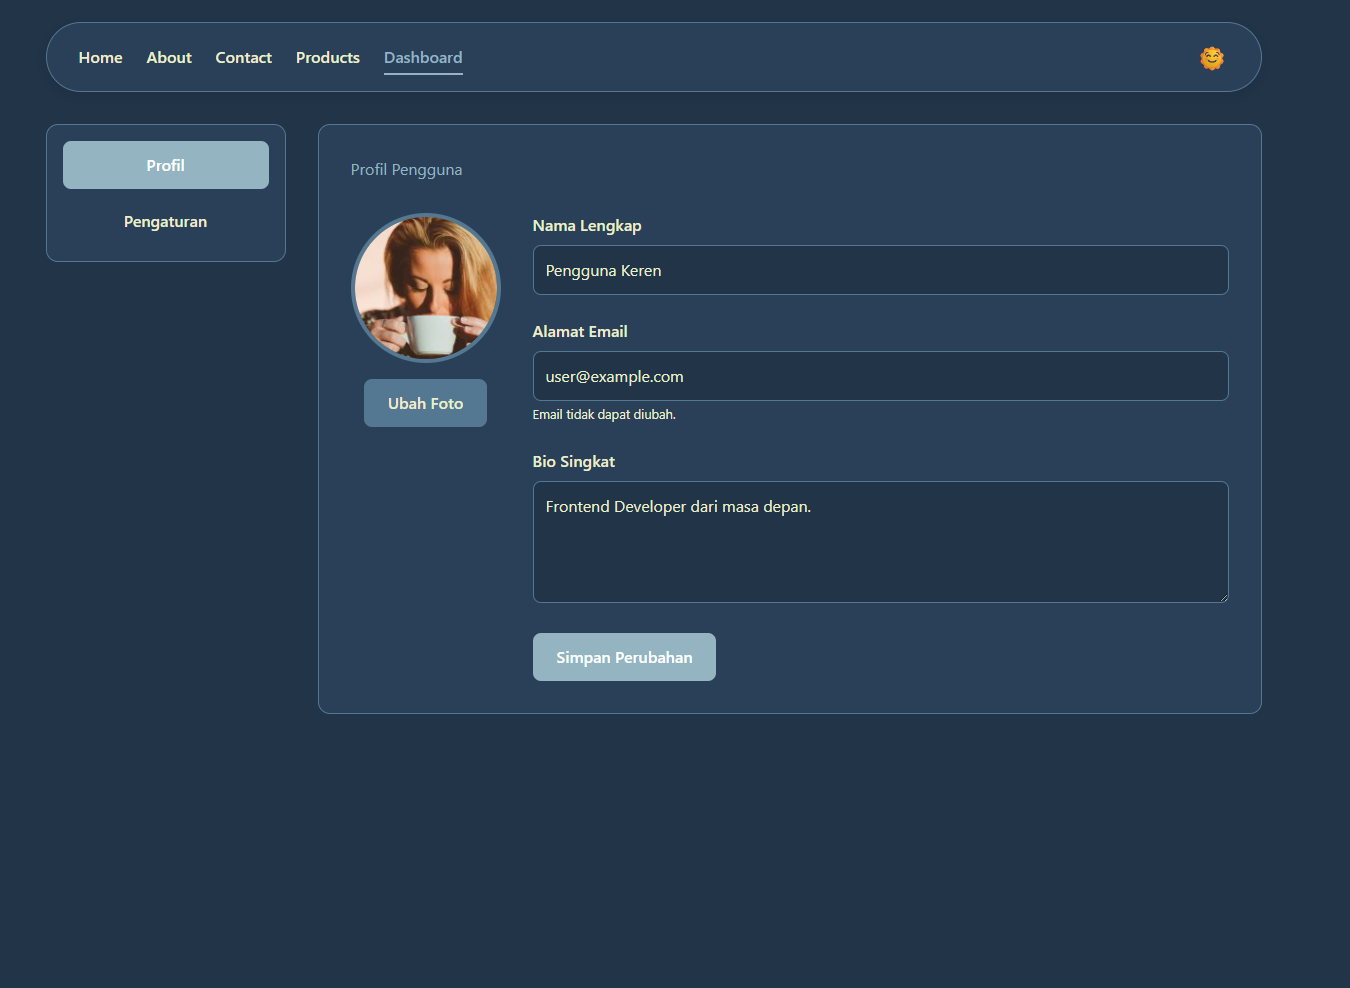 Home About Contact Products Dashboard
Profil
Pengaturan
Profil Pengguna
Ubah Foto
Nama Lengkap
Pengguna Keren
Alamat Email
user@example.com
Email tidak dapat diubah.
Bio Singkat
Frontend Developer dari masa depan.
Simpan Perubahan